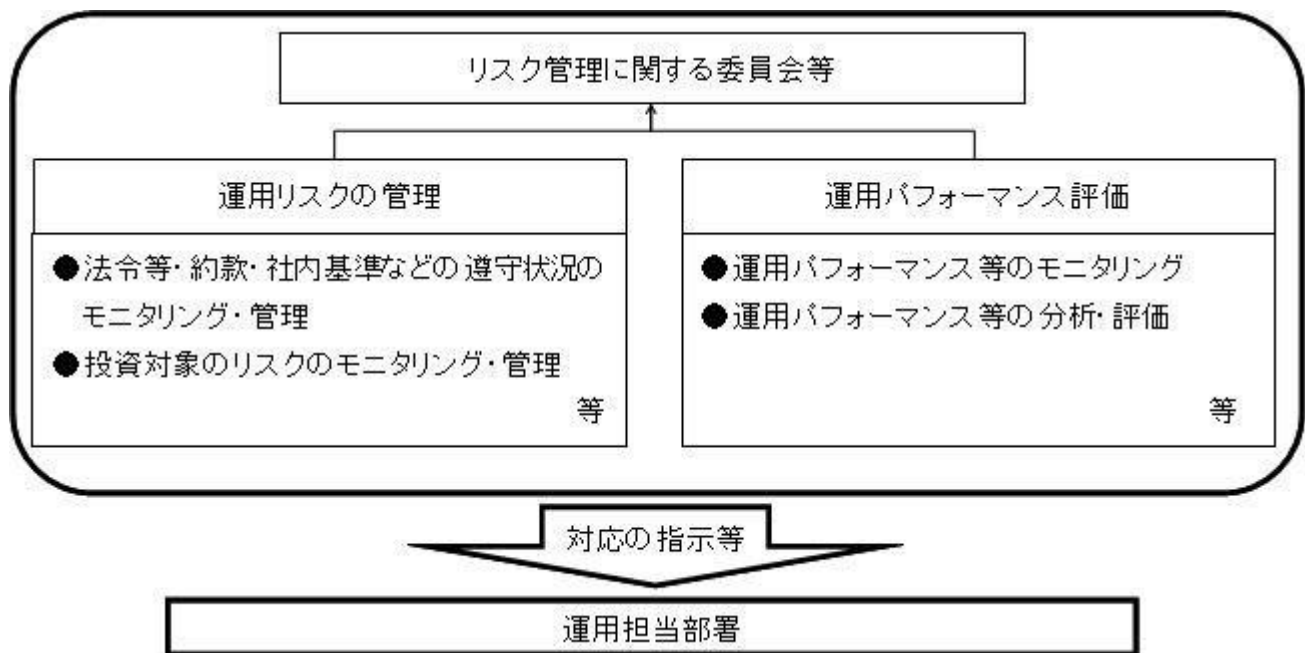 リスク管理に関する委員会等
運用リスクの管理
●法令等・約款・社内基準などの遵守状況の
モニタリング・管理
●投資対象のリスクのモニタリング・管理
等
運用パフォーマンス評価
●運用パフォーマンス等のモニタリング
●運用パフォーマンス等の分析・評価
等
対応の指示等
運用担当部署